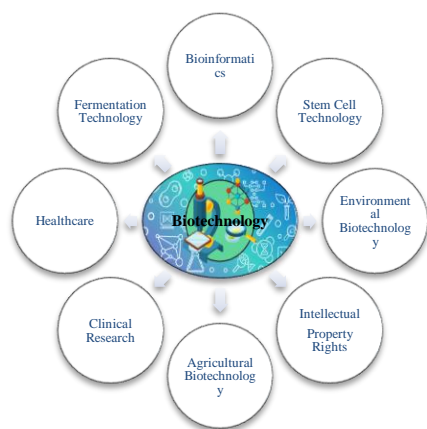 Bioinformati
cs
Fermentation
Technology
Stem Cell
Technology
Healthcare
Biotechnology
Environment
al
Biotechnolog
y
Clinical
Research
Intellectual
Property
Rights
Agricultural
Biotechnolog
y